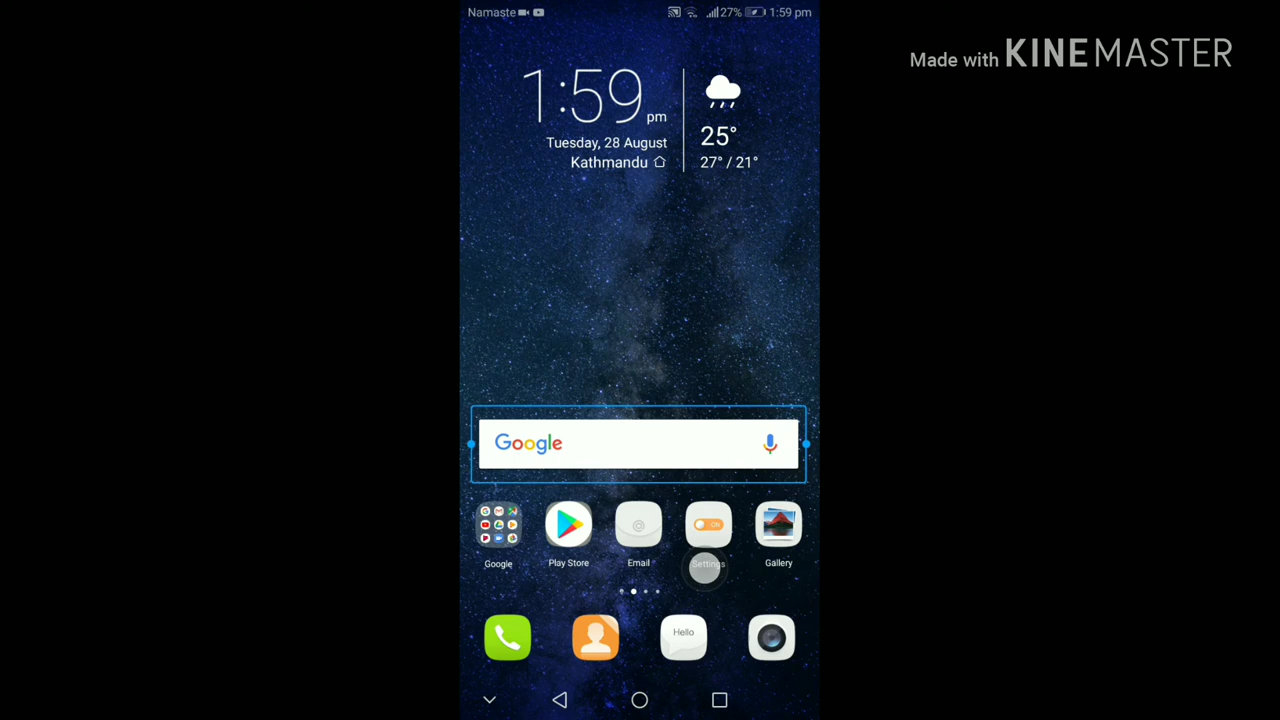 Namaste 27% 1:59 pm
Made with KINEMASTER
1:59 pm
Tuesday, 28 August
Kathmandu
25°
27° / 21°
Google
ON
Google Play Store Email Settings Gallery
Hello